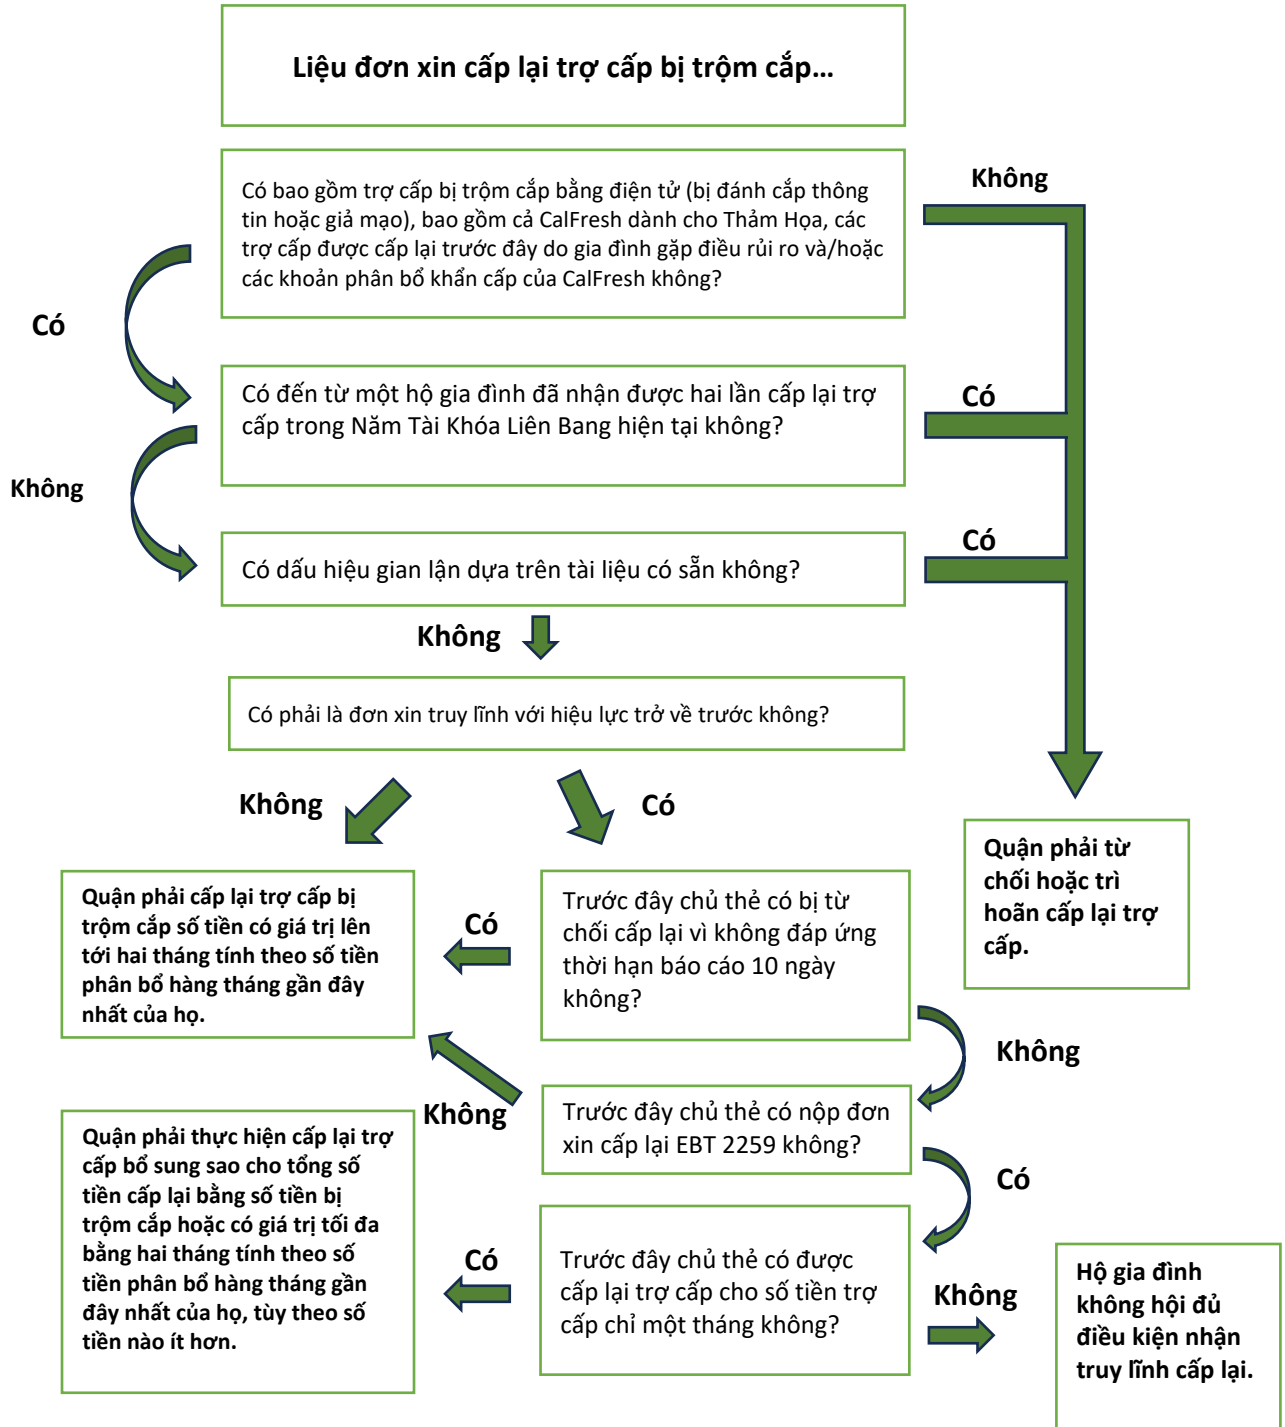 Liệu đơn xin cấp lại trợ cấp bị trộm cắp…
Có bao gồm trợ cấp bị trộm cắp bằng điện tử (bị đánh cắp thông
tin hoặc giả mạo), bao gồm cả CalFresh dành cho Thảm Họa, các
trợ cấp được cấp lại trước đây do gia đình gặp điều rủi ro và/hoặc
các khoản phân bổ khẩn cấp của CalFresh không?
Không
Có
Có đến từ một hộ gia đình đã nhận được hai lần cấp lại trợ
cấp trong Năm Tài Khóa Liên Bang hiện tại không?
Có
Không
Có dấu hiệu gian lận dựa trên tài liệu có sẵn không?
Có
Không
Có phải là đơn xin truy lĩnh với hiệu lực trở về trước không?
Không
Có
Quận phải từ
chối hoặc trì
hoãn cấp lại trợ
cấp.
Quận phải cấp lại trợ cấp bị
trộm cắp số tiền có giá trị lên
tới hai tháng tính theo số tiền
phân bổ hàng tháng gần đây
nhất của họ.
Có
Trước đây chủ thẻ có bị từ
chối cấp lại vì không đáp ứng
thời hạn báo cáo 10 ngày
không?
Không
Không
Trước đây chủ thẻ có nộp đơn
xin cấp lại EBT 2259 không?
Có
Quận phải thực hiện cấp lại trợ
cấp bổ sung sao cho tổng số
tiền cấp lại bằng số tiền bị
trộm cắp hoặc có giá trị tối đa
bằng hai tháng tính theo số
tiền phân bổ hàng tháng gần
đây nhất của họ, tùy theo số
tiền nào ít hơn.
Có
Trước đây chủ thẻ có được
cấp lại trợ cấp cho số tiền trợ
cấp chỉ một tháng không?
Không
Hộ gia đình
không hội đủ
điều kiện nhận
truy lĩnh cấp lại.